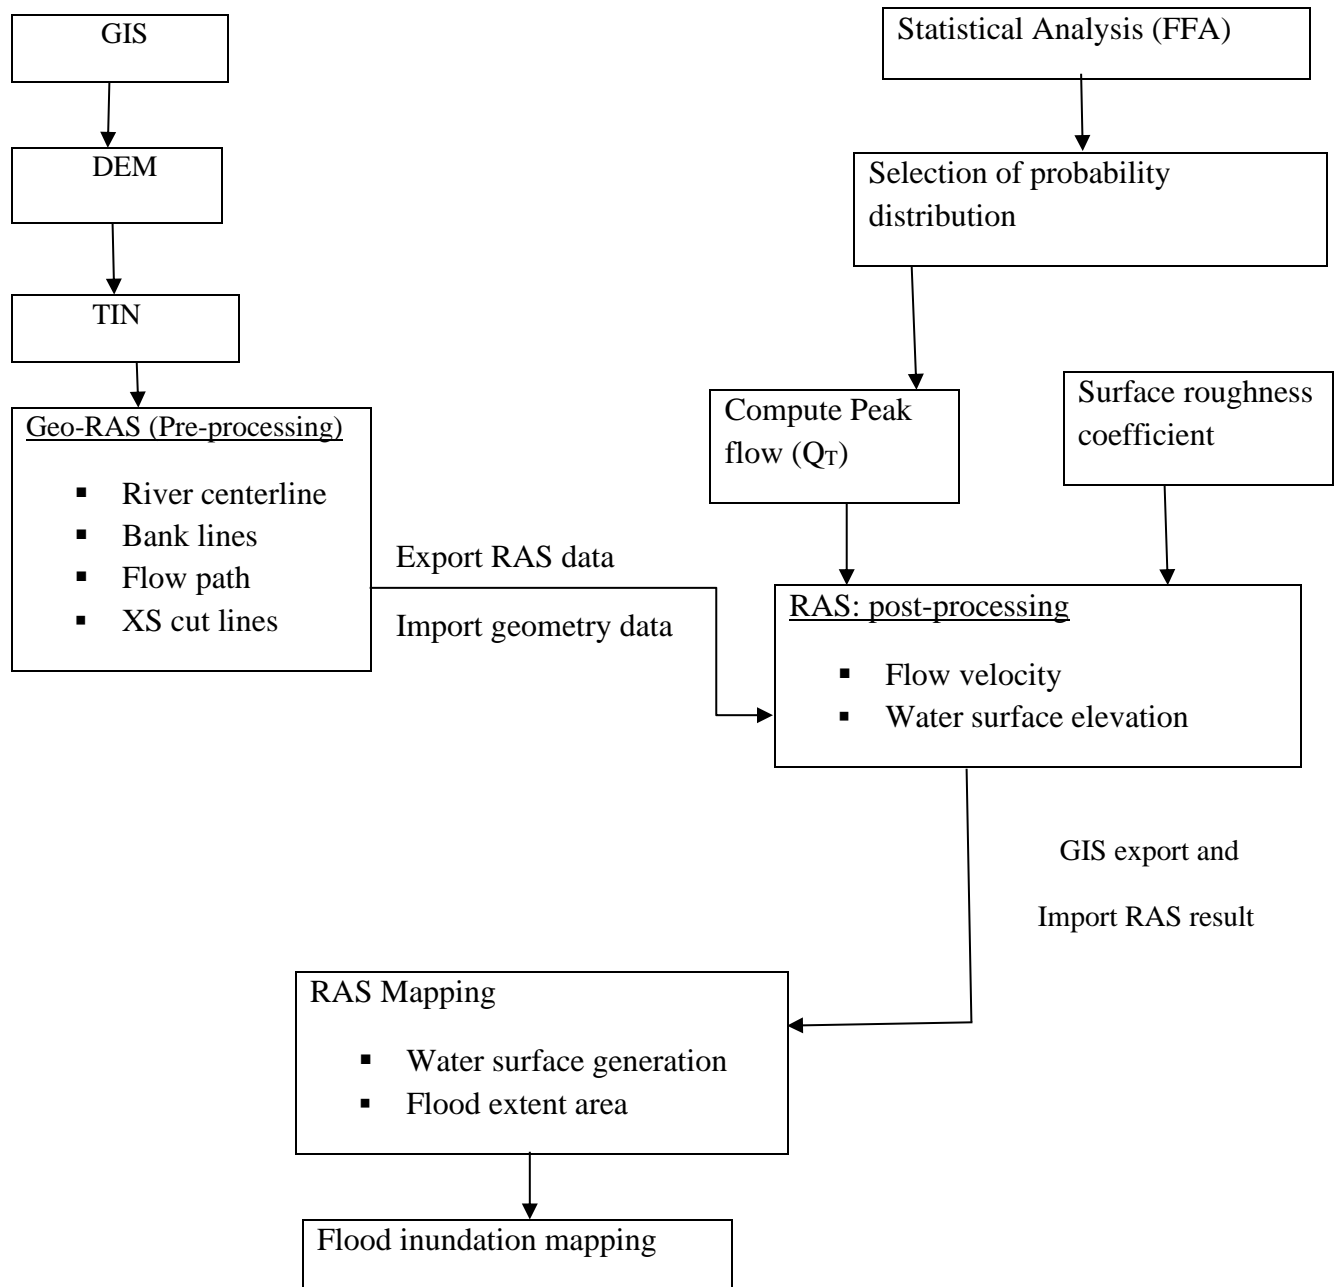 GIS
DEM
TIN
Geo-RAS (Pre-processing)
▪ River centerline
▪ Bank lines
▪ Flow path
▪ XS cut lines
Export RAS data
Import geometry data
Statistical Analysis (FFA)
Selection of probability
distribution
Compute Peak
flow (QT)
Surface roughness
coefficient
RAS: post-processing
▪ Flow velocity
▪ Water surface elevation
GIS export and
Import RAS result
RAS Mapping
▪ Water surface generation
▪ Flood extent area
Flood inundation mapping